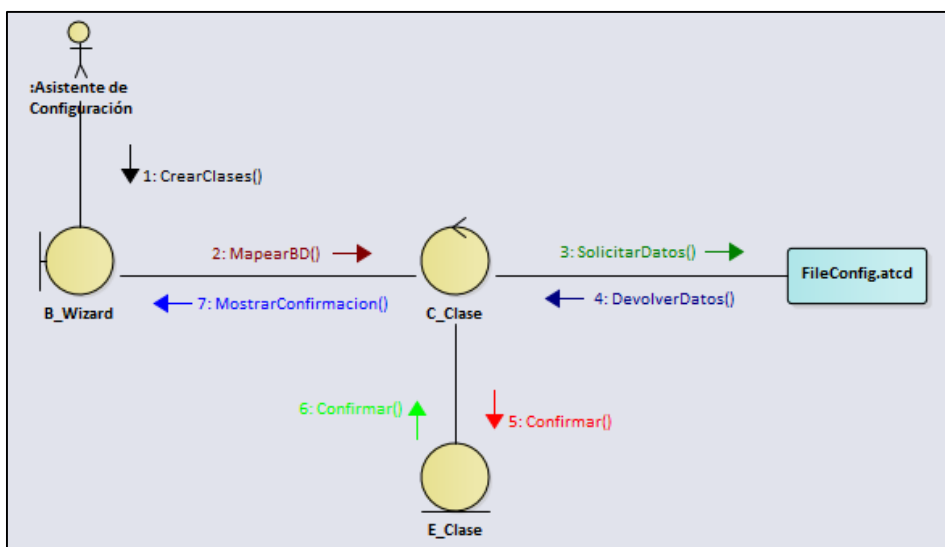 :Asistente de
Configuración
1: CrearClases()
2: MapearBD()
3: SolicitarDatos()
FileConfig.atcd
7: MostrarConfirmacion()
4: DevolverDatos()
B_Wizard
C_Clase
6: Confirmar()
5: Confirmar()
E_Clase